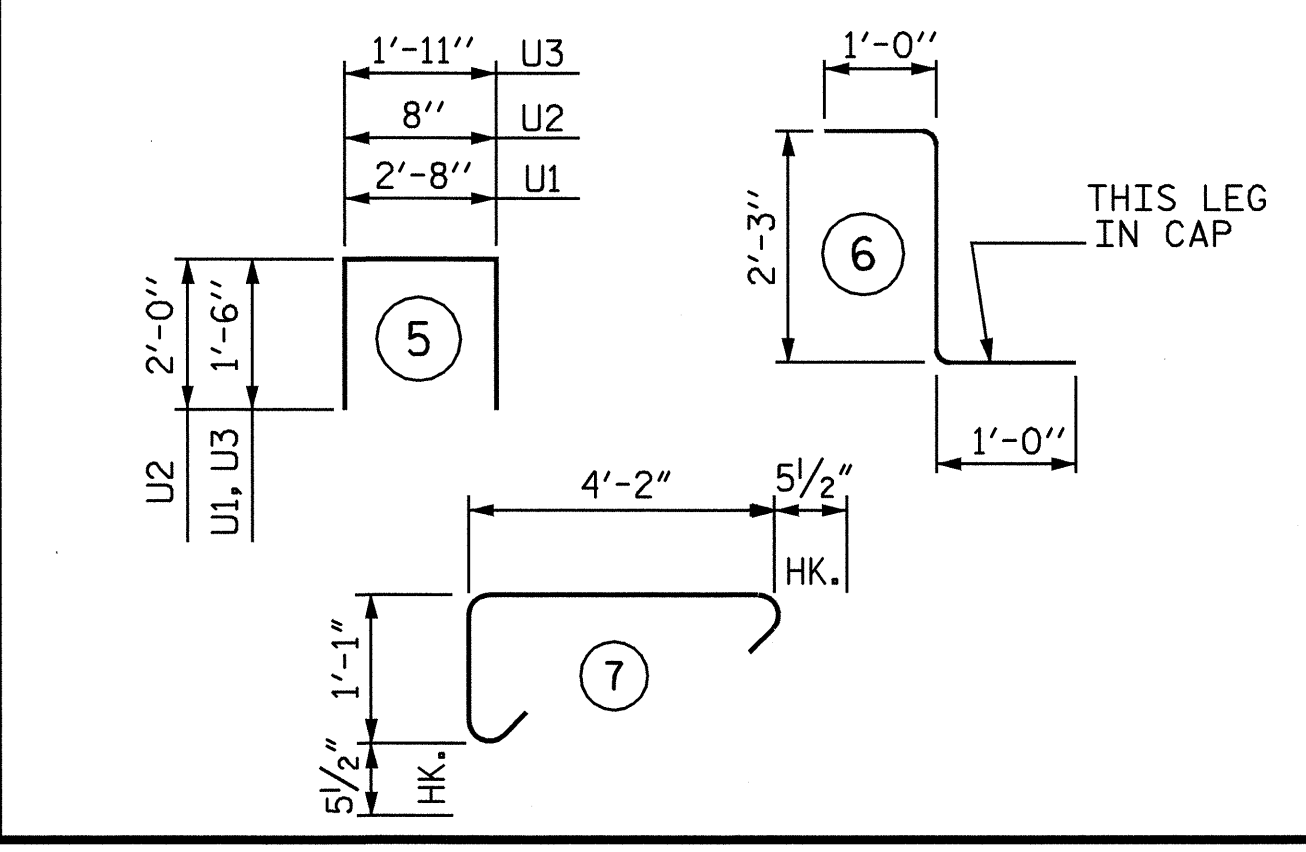 1'-11" U3
8" U2
2'-8" U1
2'-0"
1'-6"
5
U2
U1, U3
1'-0"
2'-3"
6
THIS LEG
IN CAP
1'-0"
4'-2"
5 1/2"
HK.
1'-1"
7
5 1/2"
HK.